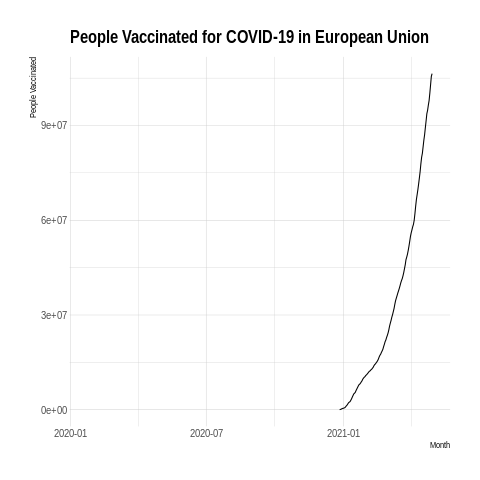 People Vaccinated for COVID-19 in European Union
People Vaccinated
9e+07
6e+07
3e+07
0e+00
2020-01 2020-07 2021-01
Month